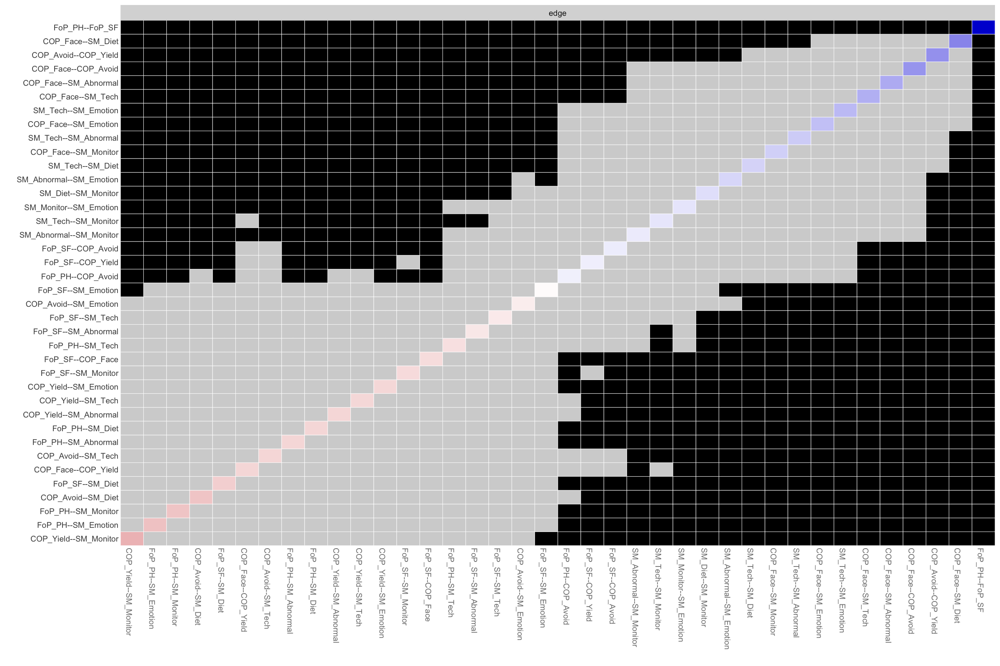 edge
FoP_PH--FoP_SF
COP_Face--SM_Diet
COP_Avoid--COP_Yield
COP_Face--COP_Avoid
COP_Face--SM_Abnormal
COP_Face--SM_Tech
SM_Tech--SM_Emotion
COP_Face--SM_Emotion
SM_Tech--SM_Abnormal
COP_Face--SM_Monitor
SM_Tech--SM_Diet
SM_Abnormal--SM_Emotion
SM_Diet--SM_Monitor
SM_Monitor--SM_Emotion
SM_Tech--SM_Monitor
SM_Abnormal--SM_Monitor
FoP_SF--COP_Avoid
FoP_SF--COP_Yield
FoP_PH--COP_Avoid
FoP_SF--SM_Emotion
COP_Avoid--SM_Emotion
FoP_SF--SM_Tech
FoP_SF--SM_Abnormal
FoP_PH--SM_Tech
FoP_SF--COP_Face
FoP_SF--SM_Monitor
COP_Yield--SM_Emotion
COP_Yield--SM_Tech
COP_Yield--SM_Abnormal
FoP_PH--SM_Diet
FoP_PH--SM_Abnormal
COP_Avoid--SM_Tech
COP_Face--COP_Yield
FoP_SF--SM_Diet
COP_Avoid--SM_Diet
FoP_PH--SM_Monitor
FoP_PH--SM_Emotion
COP_Yield--SM_Monitor
COP_Yield--SM_Monitor
FoP_PH--SM_Emotion
FoP_PH--SM_Monitor
COP_Avoid--SM_Diet
FoP_SF--SM_Diet
COP_Face--COP_Yield
COP_Avoid--SM_Tech
FoP_PH--SM_Abnormal
FoP_PH--SM_Diet
COP_Yield--SM_Abnormal
COP_Yield--SM_Tech
COP_Yield--SM_Emotion
FoP_SF--SM_Monitor
FoP_SF--COP_Face
FoP_PH--SM_Tech
FoP_SF--SM_Abnormal
FoP_SF--SM_Tech
COP_Avoid--SM_Emotion
FoP_SF--SM_Emotion
FoP_PH--COP_Avoid
FoP_SF--COP_Yield
FoP_SF--COP_Avoid
SM_Abnormal--SM_Monitor
SM_Tech--SM_Monitor
SM_Monitor--SM_Emotion
SM_Diet--SM_Monitor
SM_Abnormal--SM_Emotion
SM_Tech--SM_Diet
COP_Face--SM_Monitor
SM_Tech--SM_Abnormal
COP_Face--SM_Emotion
SM_Tech--SM_Emotion
COP_Face--SM_Tech
COP_Face--SM_Abnormal
COP_Face--COP_Avoid
COP_Avoid--COP_Yield
COP_Face--SM_Diet
FoP_PH--FoP_SF